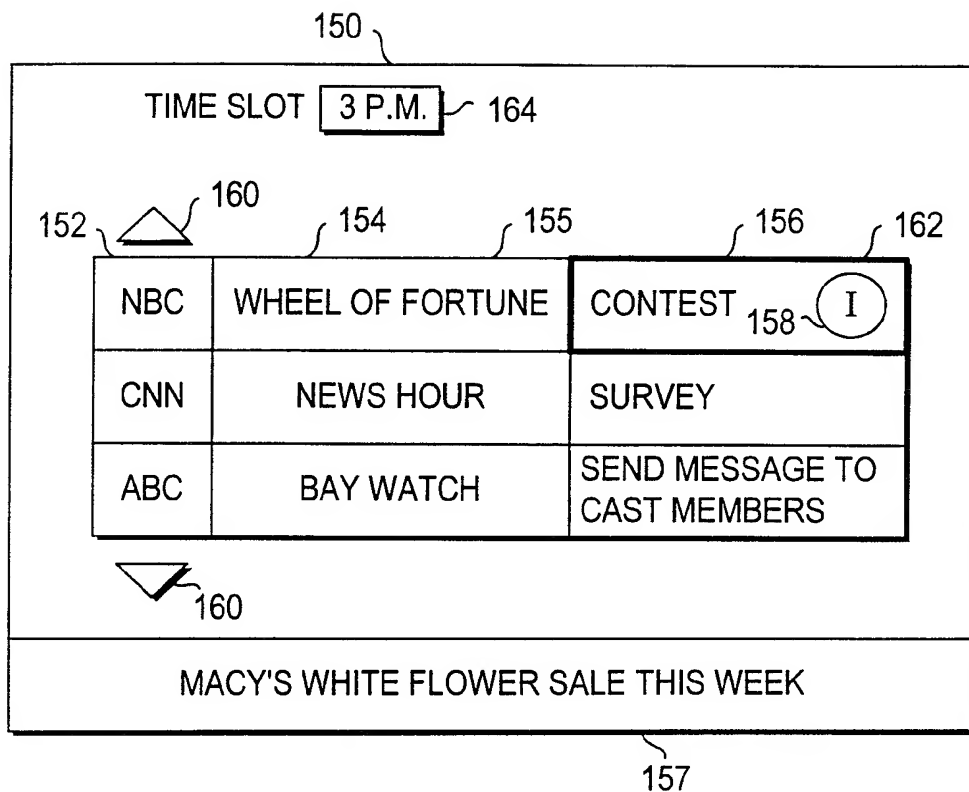 150
TIME SLOT 3 P.M. 164
160
152 154 155 156 162
NBC WHEEL OF FORTUNE CONTEST 158 I
CNN NEWS HOUR SURVEY
ABC BAY WATCH SEND MESSAGE TO
CAST MEMBERS
160
MACY'S WHITE FLOWER SALE THIS WEEK
157